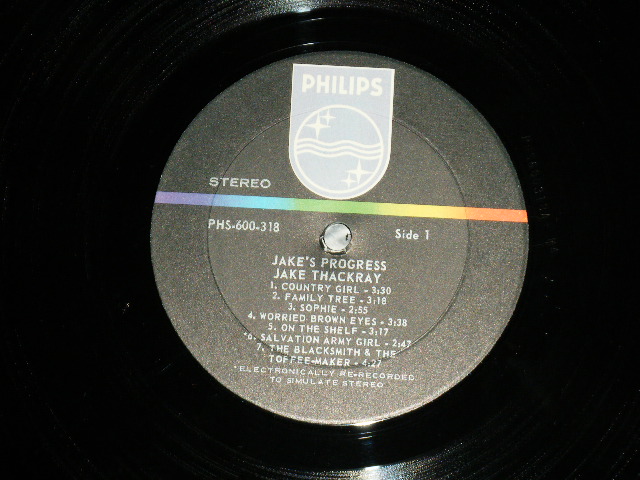 PHILIPS
STEREO
PHS-600-318
Side 1
JAKE'S PROGRESS
JAKE THACKRAY
1. COUNTRY GIRL - 3:30
2. FAMILY TREE - 3:18
3. SOPHIE - 2:55
4. WORRIED BROWN EYES - 3:38
5. ON THE SHELF - 3:17
*6. SALVATION ARMY GIRL - 2:47
7. THE BLACKSMITH & THE
TOFFEE-MAKER - 4:27
*ELECTRONICALLY RE-RECORDED
TO SIMULATE STEREO